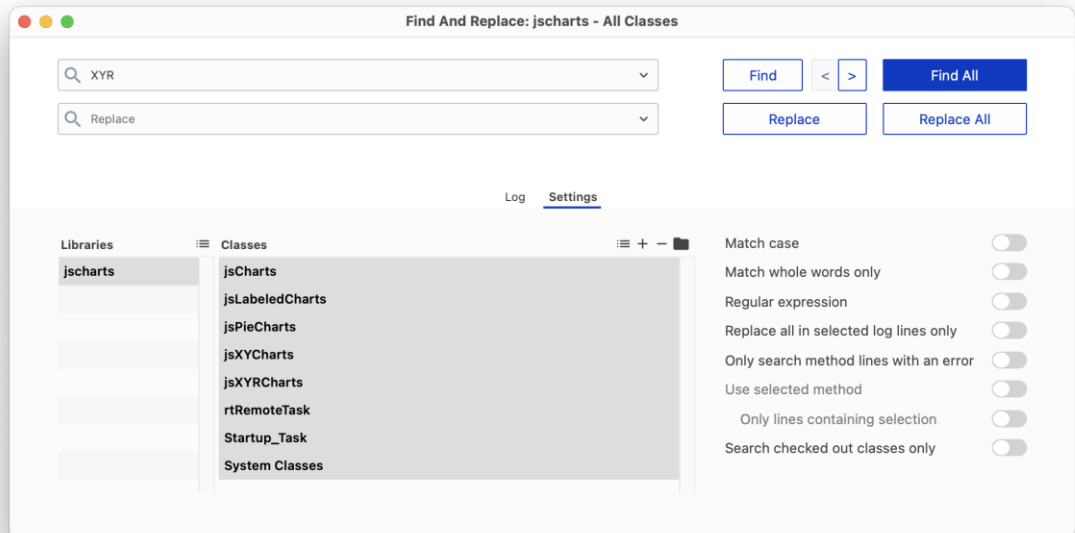 Find And Replace: jscharts - All Classes
XYR
Find < > Find All
Replace
Replace Replace All
Log Settings
Libraries Classes
jscharts
jsCharts
jsLabeledCharts
jsPieCharts
jsXYCharts
jsXYRCharts
rtRemoteTask
Startup_Task
System Classes
Match case
Match whole words only
Regular expression
Replace all in selected log lines only
Only search method lines with an error
Use selected method
Only lines containing selection
Search checked out classes only